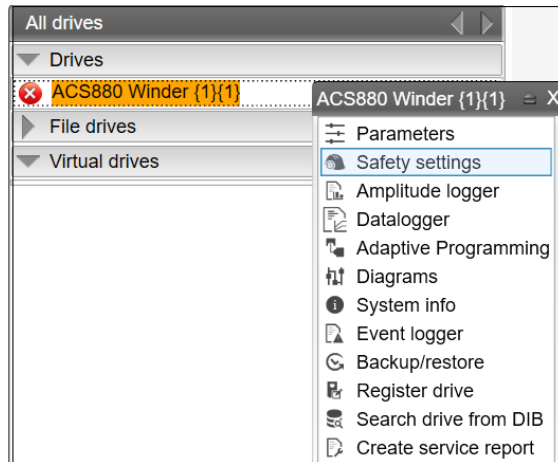 All drives
Drives
ACS880 Winder {1}{1}
File drives
Virtual drives
ACS880 Winder {1}{1} X
Parameters
Safety settings
Amplitude logger
Datalogger
Adaptive Programming
Diagrams
System info
Event logger
Backup/restore
Register drive
Search drive from DIB
Create service report